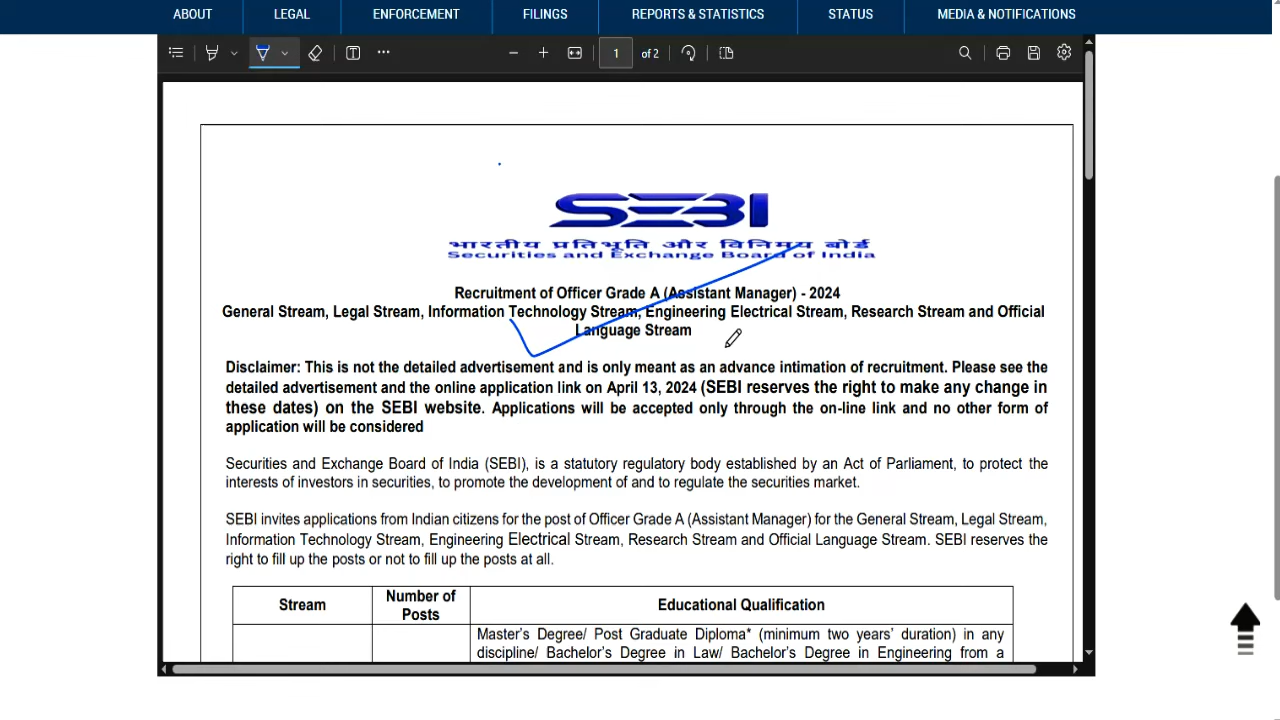 ABOUT LEGAL ENFORCEMENT FILINGS REPORTS & STATISTICS STATUS MEDIA & NOTIFICATIONS
1 of 2
SEBI
भारतीय प्रतिभूति और विनिमय बोर्ड
Securities and Exchange Board of India
Recruitment of Officer Grade A (Assistant Manager) - 2024
General Stream, Legal Stream, Information Technology Stream, Engineering Electrical Stream, Research Stream and Official
Language Stream
Disclaimer: This is not the detailed advertisement and is only meant as an advance intimation of recruitment. Please see the
detailed advertisement and the online application link on April 13, 2024 (SEBI reserves the right to make any change in
these dates) on the SEBI website. Applications will be accepted only through the on-line link and no other form of
application will be considered
Securities and Exchange Board of India (SEBI), is a statutory regulatory body established by an Act of Parliament, to protect the
interests of investors in securities, to promote the development of and to regulate the securities market.
SEBI invites applications from Indian citizens for the post of Officer Grade A (Assistant Manager) for the General Stream, Legal Stream,
Information Technology Stream, Engineering Electrical Stream, Research Stream and Official Language Stream. SEBI reserves the
right to fill up the posts or not to fill up the posts at all.
Stream Number of Posts Educational Qualification
Master's Degree/ Post Graduate Diploma* (minimum two years' duration) in any
discipline/ Bachelor's Degree in Law/ Bachelor's Degree in Engineering from a